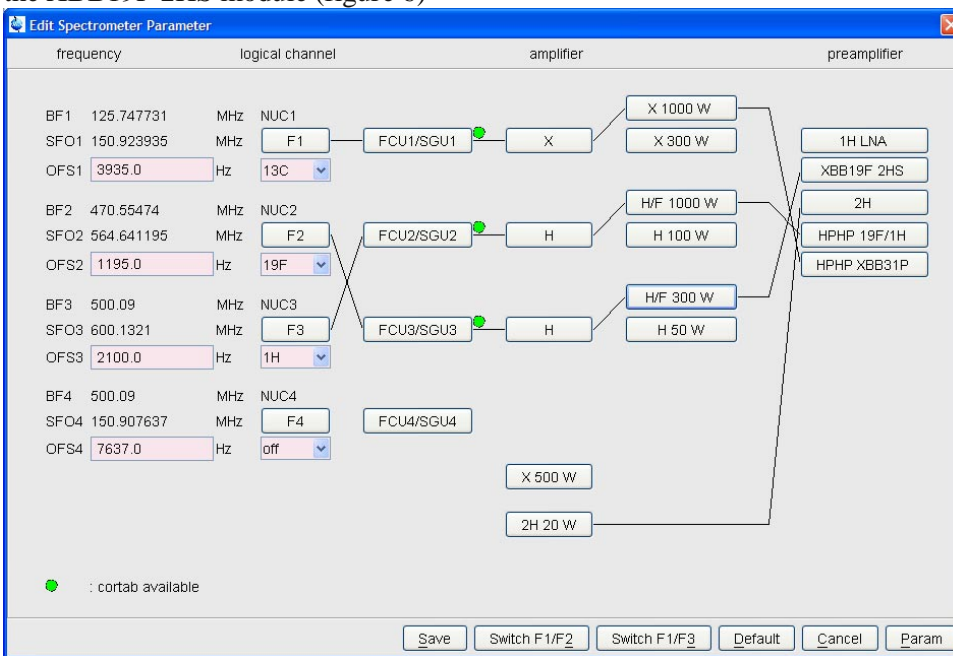 the XBB19F 2HS module (figure 6)
Edit Spectrometer Parameter
frequency logical channel amplifier preamplifier
X 1000 W
BF1 125.747731 MHz NUC1
SFO1 150.923935 MHz F1 FCU1/SGU1 X X 300 W 1H LNA
OFS1 3935.0 Hz 13C XBB19F 2HS
BF2 470.55474 MHz NUC2 H/F 1000 W 2H
SFO2 564.641195 MHz F2 FCU2/SGU2 H H 100 W HPHP 19F/1H
OFS2 1195.0 Hz 19F HPHP XBB31P
BF3 500.09 MHz NUC3 H/F 300 W
SFO3 600.1321 MHz F3 FCU3/SGU3 H H 50 W
OFS3 2100.0 Hz 1H
BF4 500.09 MHz NUC4
SFO4 150.907637 MHz F4 FCU4/SGU4
OFS4 7637.0 Hz off
X 500 W
2H 20 W
: cortab available
Save Switch F1/F2 Switch F1/F3 Default Cancel Param